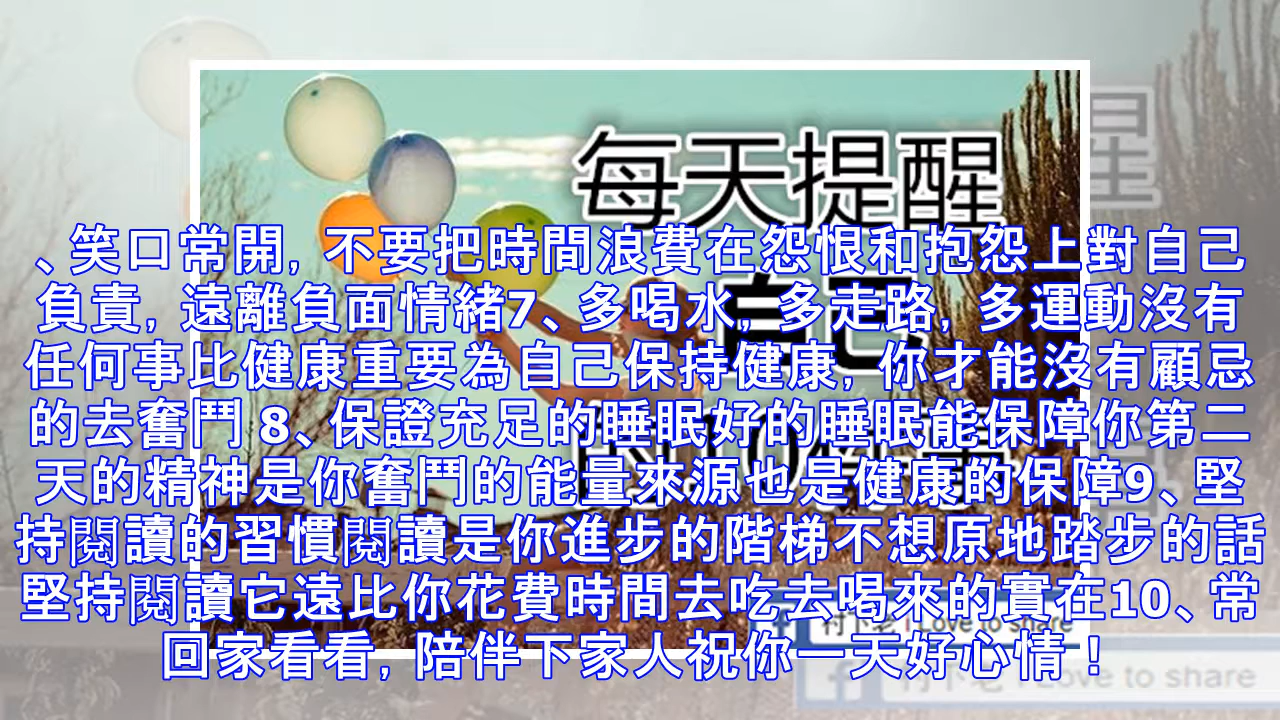 每天提醒
自己
、笑口常開, 不要把時間浪費在怨恨和抱怨上對自己
負責, 遠離負面情緒7、多喝水, 多走路, 多運動沒有
任何事比健康重要為自己保持健康, 你才能沒有顧忌
的去奮鬥 8、保證充足的睡眠好的睡眠能保障你第二
天的精神是你奮鬥的能量來源也是健康的保障9、堅
持閱讀的習慣閱讀是你進步的階梯不想原地踏步的話
堅持閱讀它遠比你花費時間去吃去喝來的實在10、常
回家看看, 陪伴下家人祝你一天好心情！
Love to share
Love to share